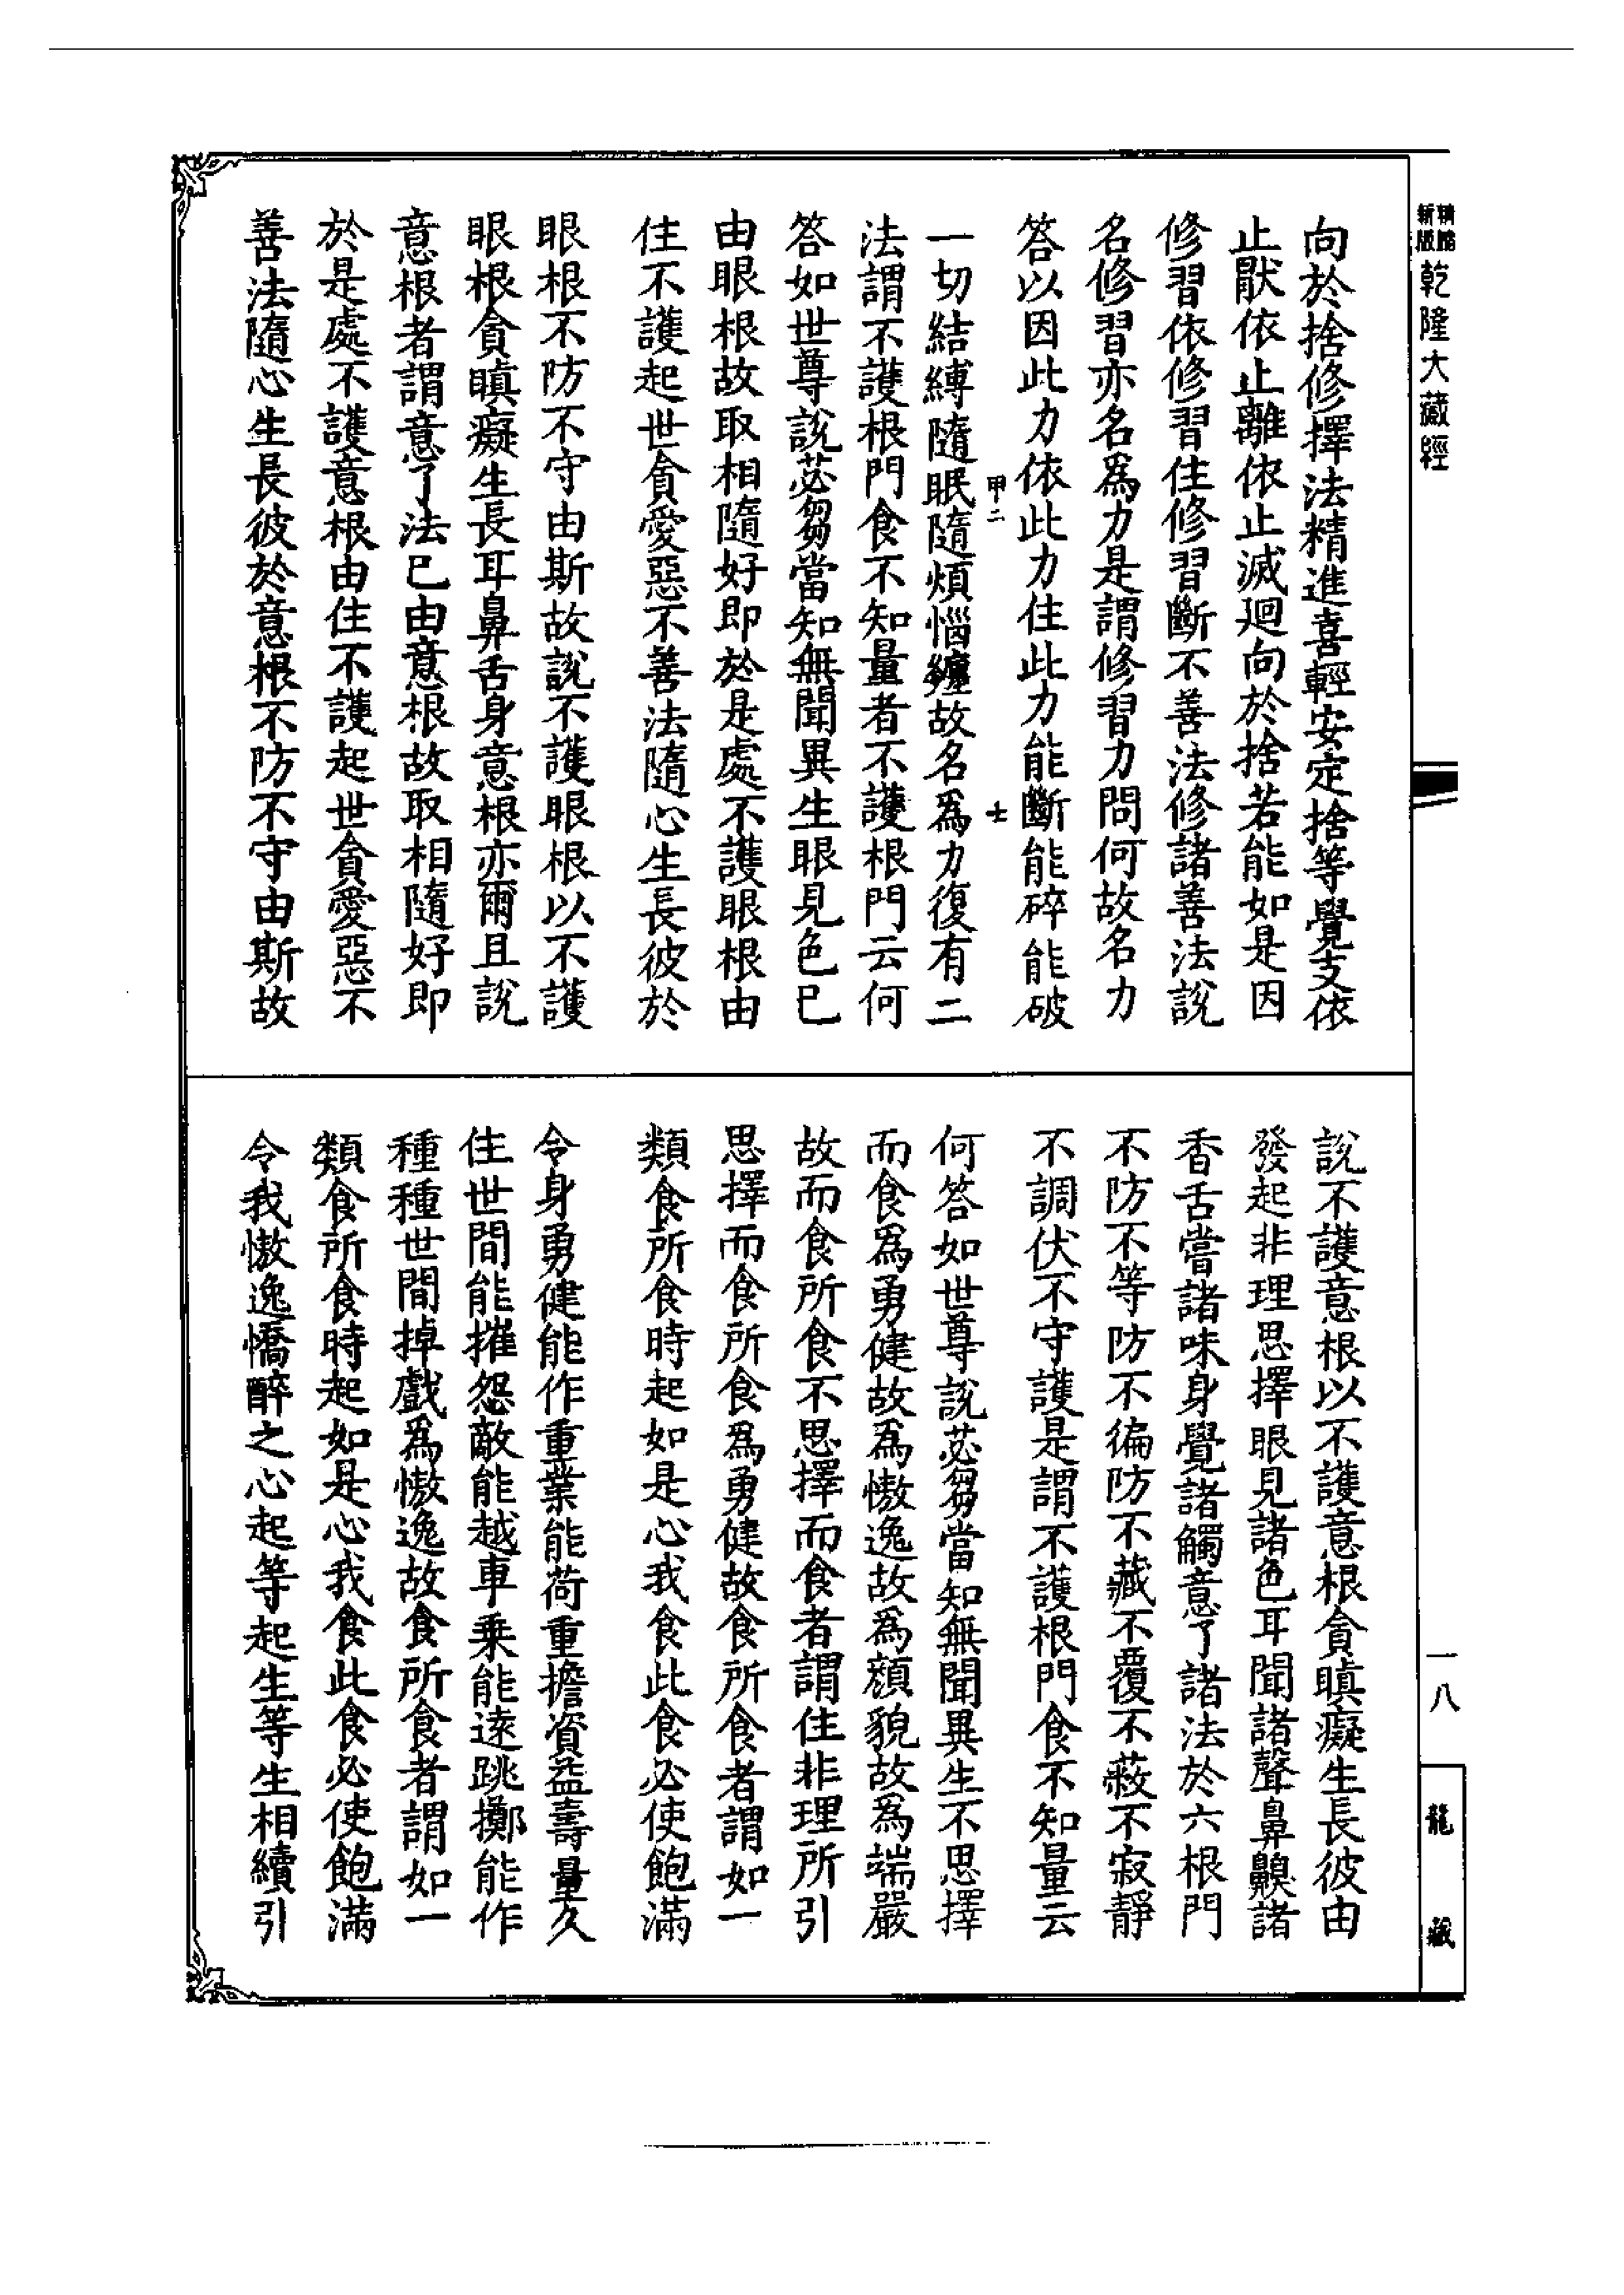 精縮新版乾隆大藏經
向於捨修擇法精進喜輕安定捨等覺支依
止猒依止離依止滅廻向於捨若能如是因
修習依修習住修習斷不善法修諸善法說
名修習亦名爲力是謂修習力問何故名力
答以因此力依此力住此力能斷能碎能破
甲二 士
一切結縛隨眠隨煩惱纏故名爲力復有二
法謂不護根門食不知量者不護根門云何
答如世尊說苾芻當知無聞異生眼見色巳
由眼根故取相隨好即於是處不護眼根由
住不護起世貪愛惡不善法隨心生長彼於
眼根不防不守由斯故說不護眼根以不護
眼根貪瞋癡生長耳鼻舌身意根亦爾且說
意根者謂意了法巳由意根故取相隨好即
於是處不護意根由住不護起世貪愛惡不
善法隨心生長彼於意根不防不守由斯故
說不護意根以不護意根貪瞋癡生長彼由
發起非理思擇眼見諸色耳聞諸聲鼻齅諸
香舌嘗諸味身覺諸觸意了諸法於六根門
不防不等防不徧防不藏不覆不蔽不寂靜
不調伏不守護是謂不護根門食不知量云
何答如世尊說苾芻當知無聞異生不思擇
而食爲勇健故爲憿逸故爲顏貌故爲端嚴
故而食所食不思擇而食者謂住非理所引
思擇而食所食爲勇健故食所食者謂如一
類食所食時起如是心我食此食必使飽滿
令身勇健能作重業能荷重擔資益壽量久
住世間能摧怨敵能越車乗能遠跳擲能作
種種世間掉戲爲憿逸故食所食者謂如一
類食所食時起如是心我食此食必使飽滿
令我憿逸憍醉之心起等起生等生相續引
一八
龍藏